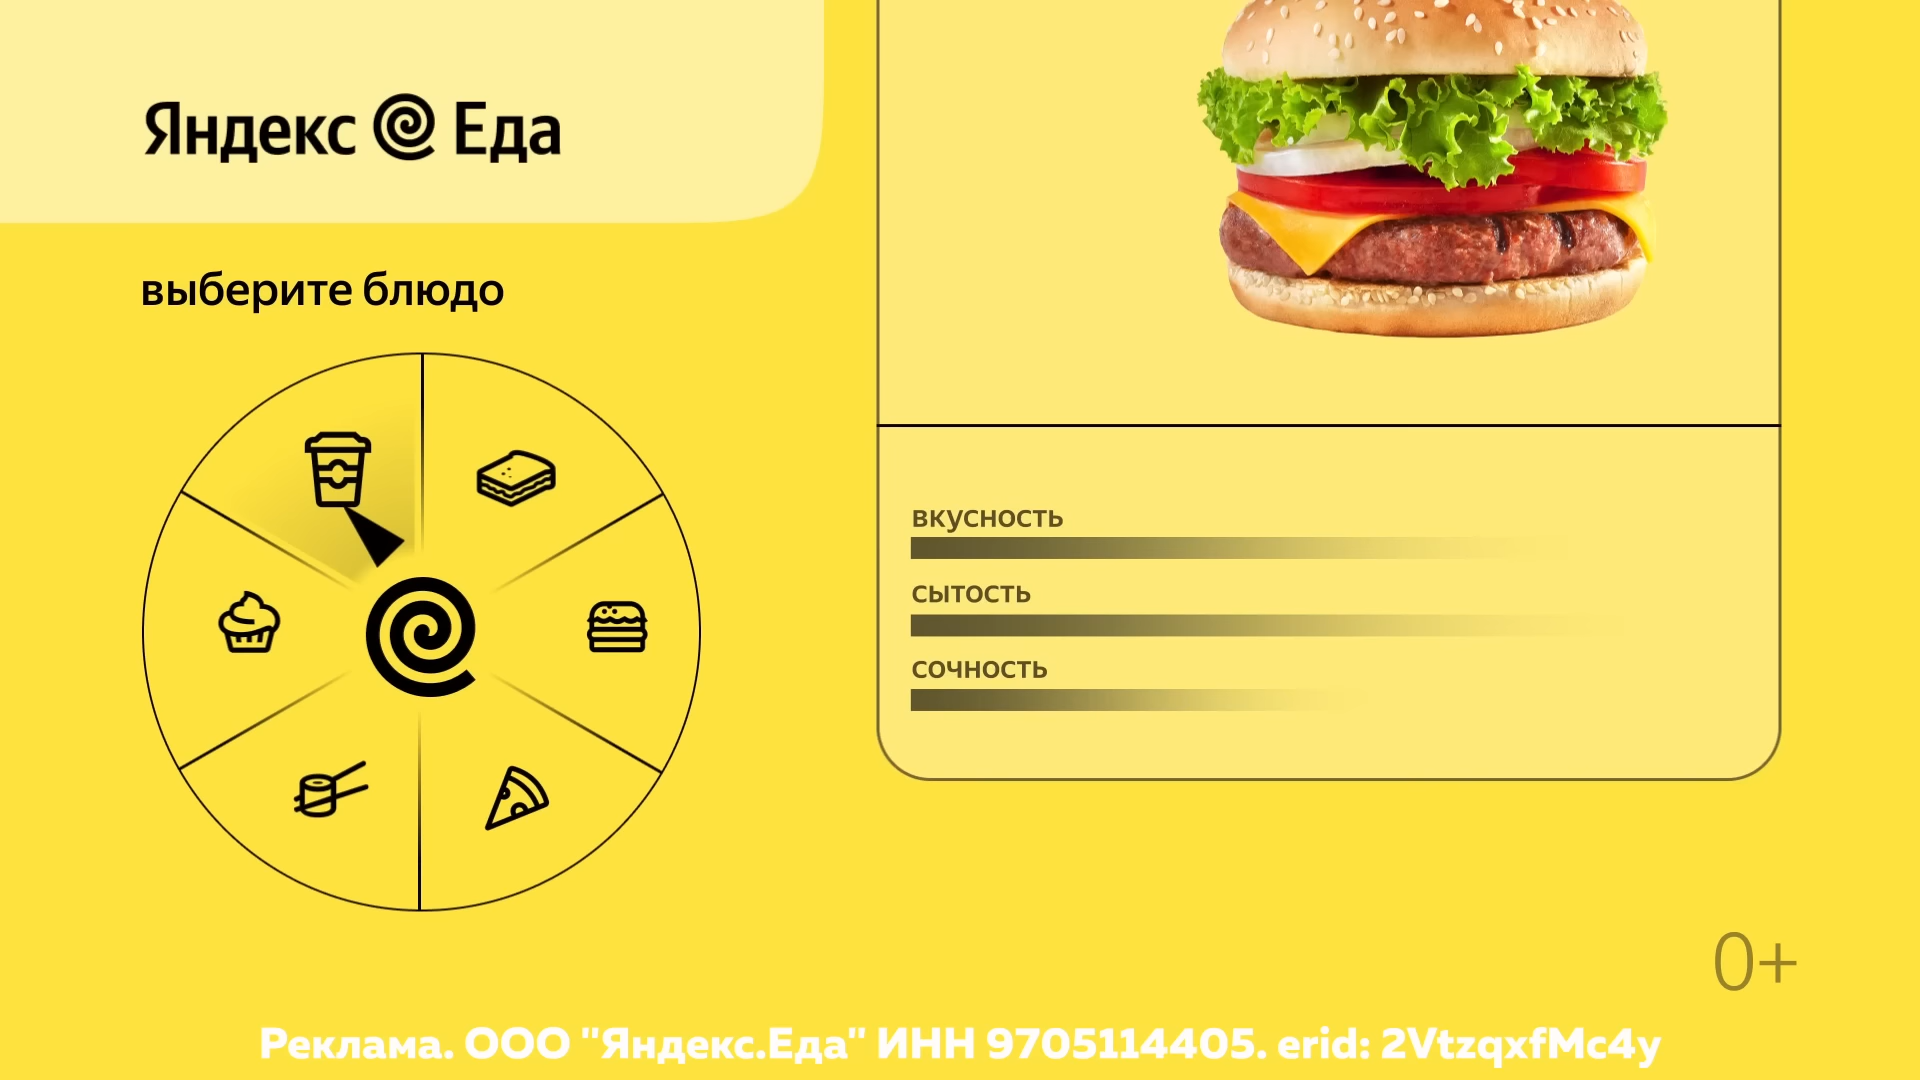 Яндекс Еда
выберите блюдо
вкусность
сытость
сочность
0+
Реклама. ООО "Яндекс.Еда" ИНН 9705114405. erid: 2VtzqxfMc4y